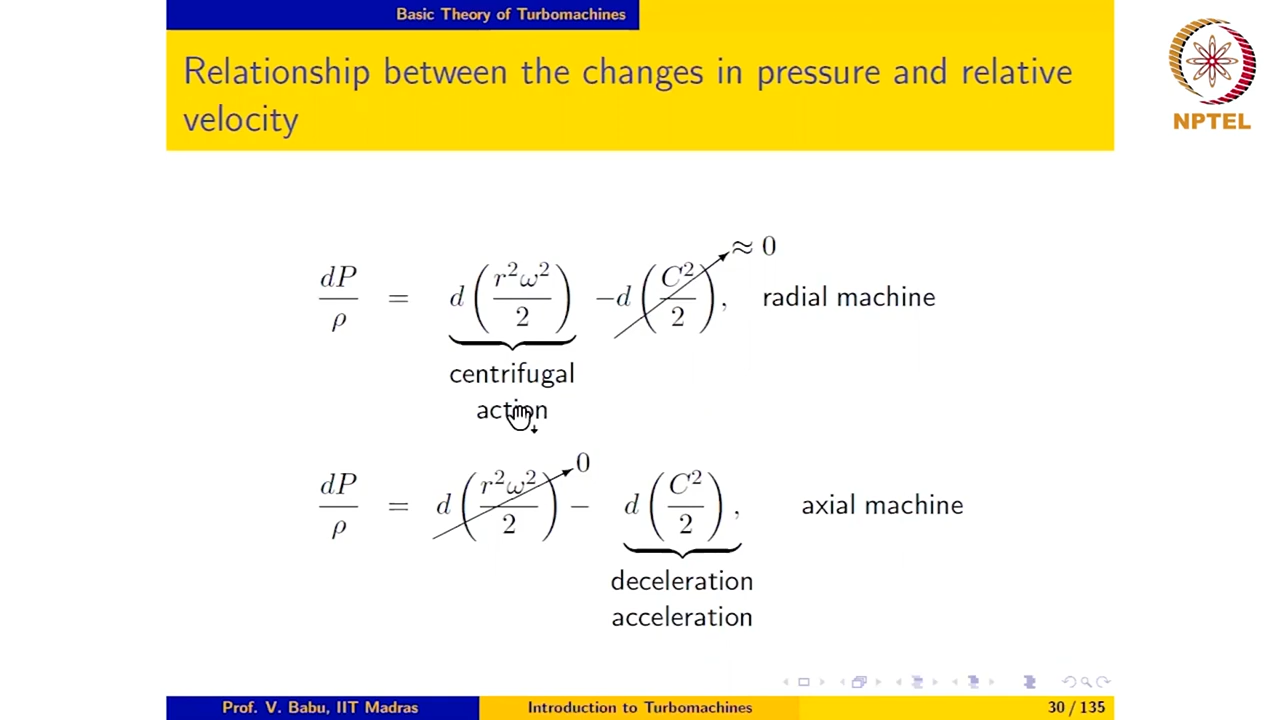 Basic Theory of Turbomachines
Relationship between the changes in pressure and relative
velocity
NPTEL
dP/ρ = d(r²ω²/2) −d(C²/2), ≈ 0 radial machine
centrifugal
action
dP/ρ = d(r²ω²/2) 0 − d(C²/2), axial machine
deceleration
acceleration
Prof. V. Babu, IIT Madras Introduction to Turbomachines 30 / 135